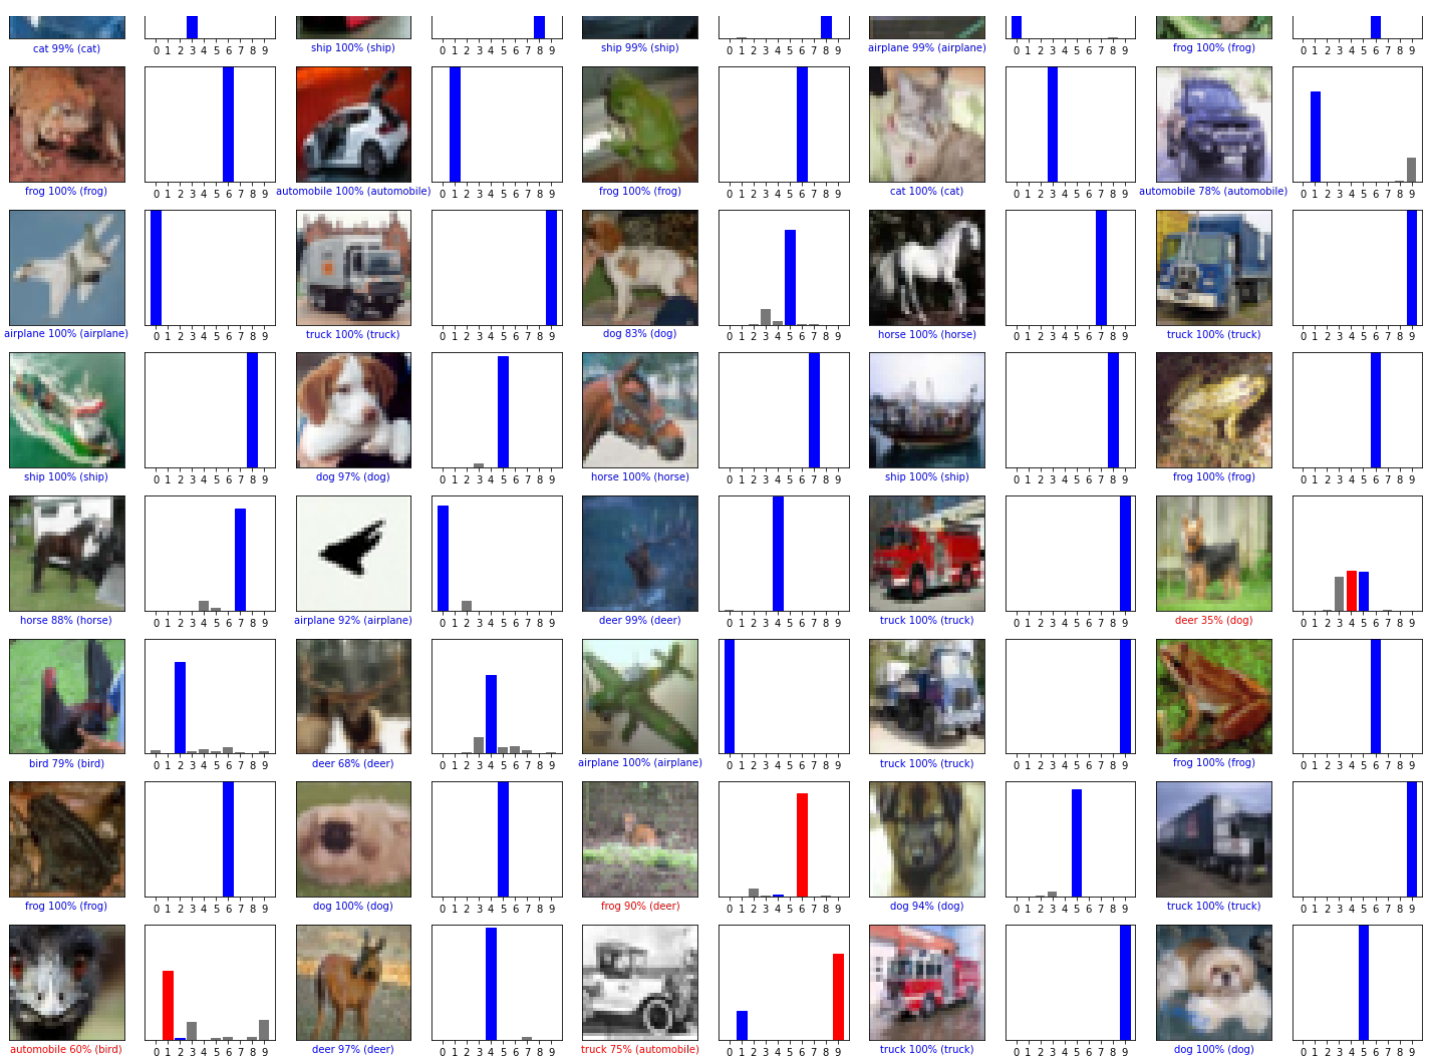 cat 99% (cat) 0 1 2 3 4 5 6 7 8 9 ship 100% (ship) 0 1 2 3 4 5 6 7 8 9 ship 99% (ship) 0 1 2 3 4 5 6 7 8 9 airplane 99% (airplane) 0 1 2 3 4 5 6 7 8 9 frog 100% (frog) 0 1 2 3 4 5 6 7 8 9
frog 100% (frog) 0 1 2 3 4 5 6 7 8 9 automobile 100% (automobile) 0 1 2 3 4 5 6 7 8 9 frog 100% (frog) 0 1 2 3 4 5 6 7 8 9 cat 100% (cat) 0 1 2 3 4 5 6 7 8 9 automobile 78% (automobile) 0 1 2 3 4 5 6 7 8 9
airplane 100% (airplane) 0 1 2 3 4 5 6 7 8 9 truck 100% (truck) 0 1 2 3 4 5 6 7 8 9 dog 83% (dog) 0 1 2 3 4 5 6 7 8 9 horse 100% (horse) 0 1 2 3 4 5 6 7 8 9 truck 100% (truck) 0 1 2 3 4 5 6 7 8 9
ship 100% (ship) 0 1 2 3 4 5 6 7 8 9 dog 97% (dog) 0 1 2 3 4 5 6 7 8 9 horse 100% (horse) 0 1 2 3 4 5 6 7 8 9 ship 100% (ship) 0 1 2 3 4 5 6 7 8 9 frog 100% (frog) 0 1 2 3 4 5 6 7 8 9
horse 88% (horse) 0 1 2 3 4 5 6 7 8 9 airplane 92% (airplane) 0 1 2 3 4 5 6 7 8 9 deer 99% (deer) 0 1 2 3 4 5 6 7 8 9 truck 100% (truck) 0 1 2 3 4 5 6 7 8 9 deer 35% (dog) 0 1 2 3 4 5 6 7 8 9
bird 79% (bird) 0 1 2 3 4 5 6 7 8 9 deer 68% (deer) 0 1 2 3 4 5 6 7 8 9 airplane 100% (airplane) 0 1 2 3 4 5 6 7 8 9 truck 100% (truck) 0 1 2 3 4 5 6 7 8 9 frog 100% (frog) 0 1 2 3 4 5 6 7 8 9
frog 100% (frog) 0 1 2 3 4 5 6 7 8 9 dog 100% (dog) 0 1 2 3 4 5 6 7 8 9 frog 90% (deer) 0 1 2 3 4 5 6 7 8 9 dog 94% (dog) 0 1 2 3 4 5 6 7 8 9 truck 100% (truck) 0 1 2 3 4 5 6 7 8 9
automobile 60% (bird) 0 1 2 3 4 5 6 7 8 9 deer 97% (deer) 0 1 2 3 4 5 6 7 8 9 truck 75% (automobile) 0 1 2 3 4 5 6 7 8 9 truck 100% (truck) 0 1 2 3 4 5 6 7 8 9 dog 100% (dog) 0 1 2 3 4 5 6 7 8 9